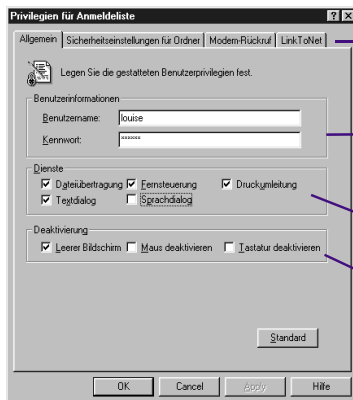 Privilegien für Anmeldeliste
Allgemein Sicherheitseinstellungen für Ordner Modem-Rückruf LinkToNet
Legen Sie die gestatteten Benutzerprivilegien fest.
Benutzerinformationen
Benutzername: louise
Kennwort: ××××××
Dienste
Dateiübertragung Fernsteuerung Druckumleitung
Textdialog Sprachdialog
Deaktivierung
Leerer Bildschirm Maus deaktivieren Tastatur deaktivieren
Standard
OK Cancel Apply Hilfe